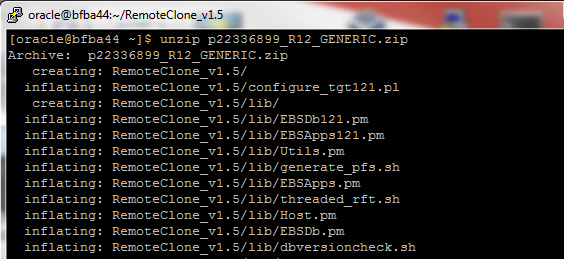 oracle@bfba44:~/RemoteClone_v1.5
[oracle@bfba44 ~]$ unzip p22336899_R12_GENERIC.zip
Archive:  p22336899_R12_GENERIC.zip
   creating: RemoteClone_v1.5/
  inflating: RemoteClone_v1.5/configure_tgt121.pl
   creating: RemoteClone_v1.5/lib/
  inflating: RemoteClone_v1.5/lib/EBSDb121.pm
  inflating: RemoteClone_v1.5/lib/EBSApps121.pm
  inflating: RemoteClone_v1.5/lib/Utils.pm
  inflating: RemoteClone_v1.5/lib/generate_pfs.sh
  inflating: RemoteClone_v1.5/lib/EBSApps.pm
  inflating: RemoteClone_v1.5/lib/threaded_rft.sh
  inflating: RemoteClone_v1.5/lib/Host.pm
  inflating: RemoteClone_v1.5/lib/EBSDb.pm
  inflating: RemoteClone_v1.5/lib/dbversioncheck.sh